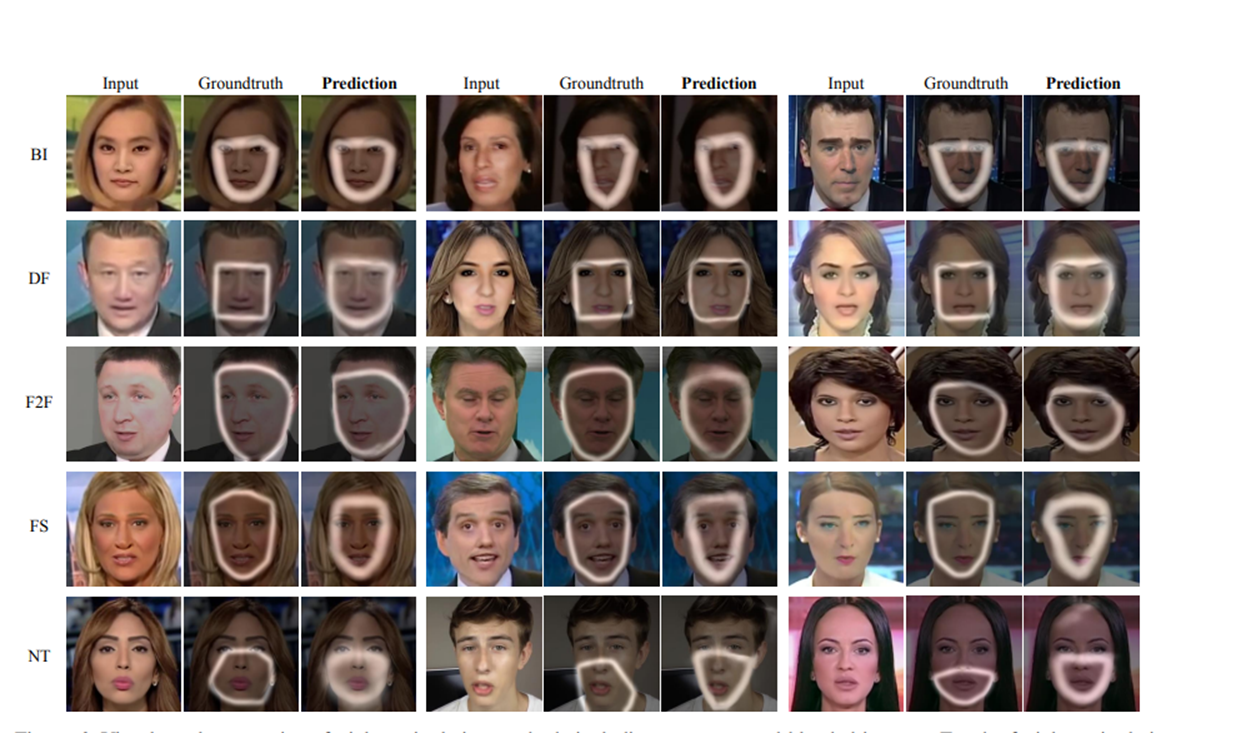 Input Groundtruth Prediction Input Groundtruth Prediction Input Groundtruth Prediction
BI
DF
F2F
FS
NT